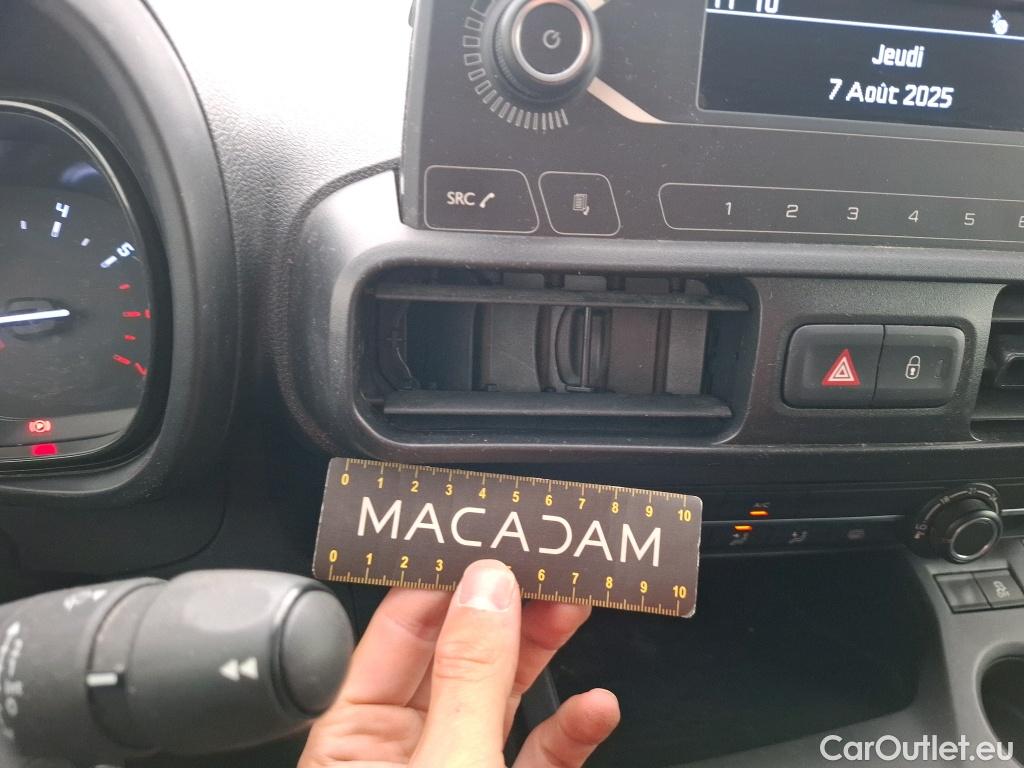 Jeudi
7 Août 2025
SRC
1 2 3 4 5 6
4
5
0 1 2 3 4 5 6 7 8 9 10
MACADAM
0 1 2 3 5 6 7 8 9 10
A/C
CarOutlet.eu